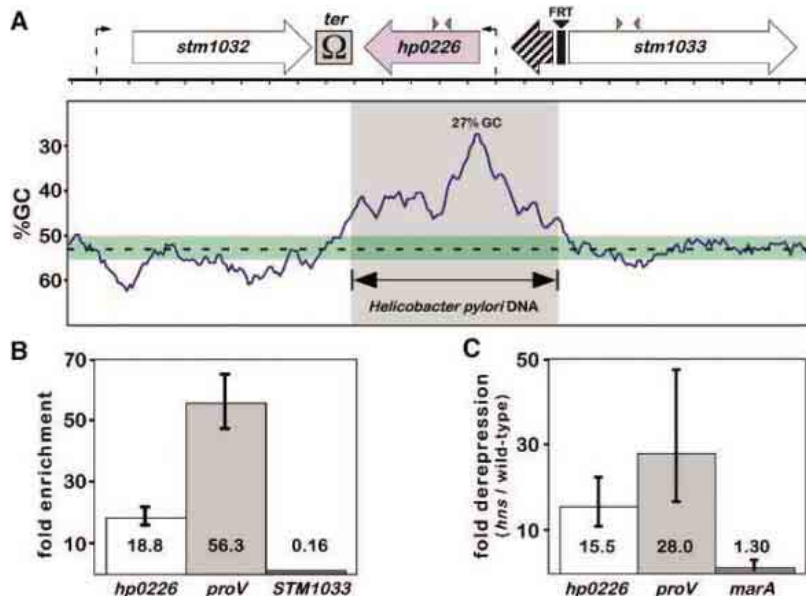 A
ter
FRT
stm1032
Ω
hp0226
stm1033
%GC
30
40
50
60
27% GC
Helicobacter pylori DNA
B
fold enrichment
70
50
30
10
18.8
56.3
0.16
hp0226
proV
STM1033
C
fold derepression
(hns / wild-type)
50
30
10
15.5
28.0
1.30
hp0226
proV
marA